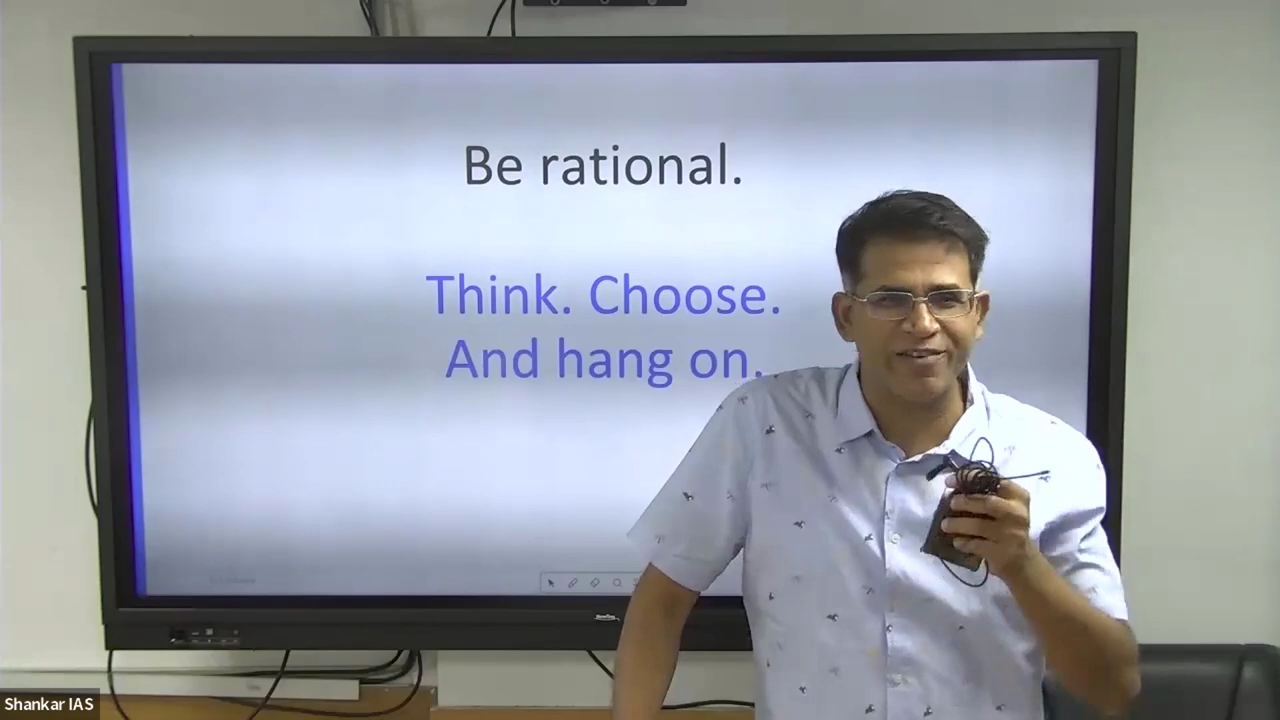 Be rational.
Think. Choose.
And hang on.
Shankar IAS